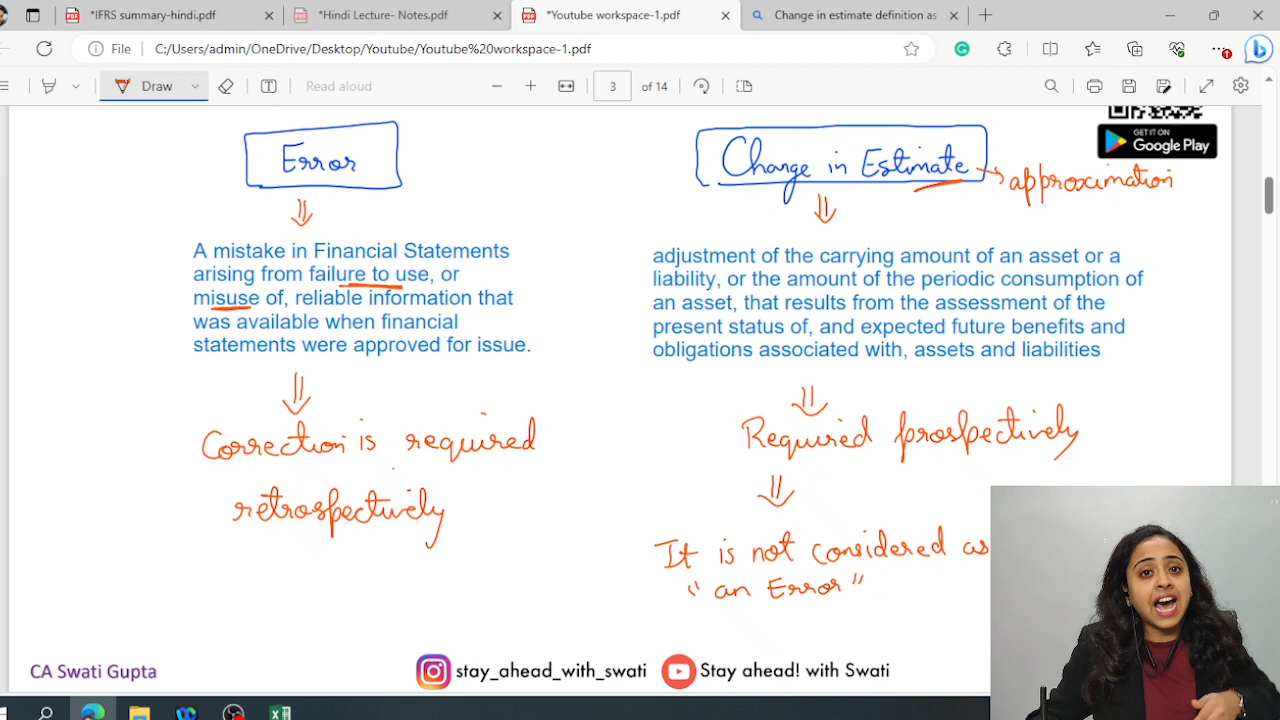 *IFRS summary-hindi.pdf
*Hindi Lecture- Notes.pdf
*Youtube workspace-1.pdf
Change in estimate definition as
File
C:/Users/admin/OneDrive/Desktop/Youtube/Youtube%20workspace-1.pdf
Draw
Read aloud
3
of 14
GET IT ON
Google Play
Error
Change in Estimate
approximation
A mistake in Financial Statements
arising from failure to use, or
misuse of, reliable information that
was available when financial
statements were approved for issue.
adjustment of the carrying amount of an asset or a
liability, or the amount of the periodic consumption of
an asset, that results from the assessment of the
present status of, and expected future benefits and
obligations associated with, assets and liabilities
Correction is required
retrospectively
Required prospectively
It is not considered as
"an Error"
CA Swati Gupta
stay_ahead_with_swati
Stay ahead! with Swati